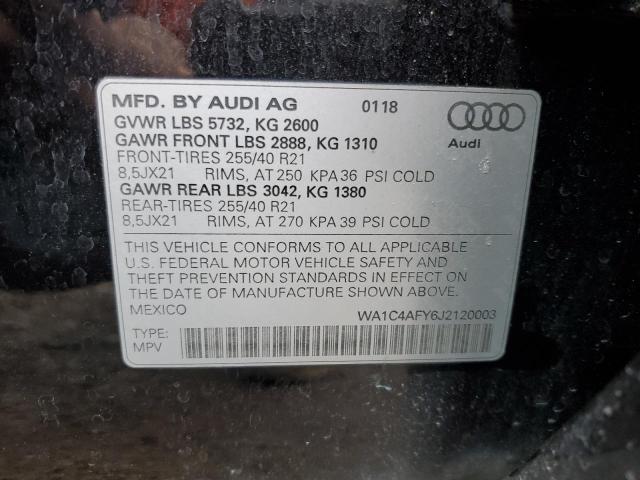 MFD. BY AUDI AG 0118
GVWR LBS 5732, KG 2600
GAWR FRONT LBS 2888, KG 1310
FRONT-TIRES 255/40 R21
8,5JX21 RIMS, AT 250 KPA 36 PSI COLD
GAWR REAR LBS 3042, KG 1380
REAR-TIRES 255/40 R21
8,5JX21 RIMS, AT 270 KPA 39 PSI COLD
Audi
THIS VEHICLE CONFORMS TO ALL APPLICABLE
U.S. FEDERAL MOTOR VEHICLE SAFETY AND
THEFT PREVENTION STANDARDS IN EFFECT ON
THE DATE OF MANUFACTURE SHOWN ABOVE.
MEXICO WA1C4AFY6J2120003
TYPE:
MPV